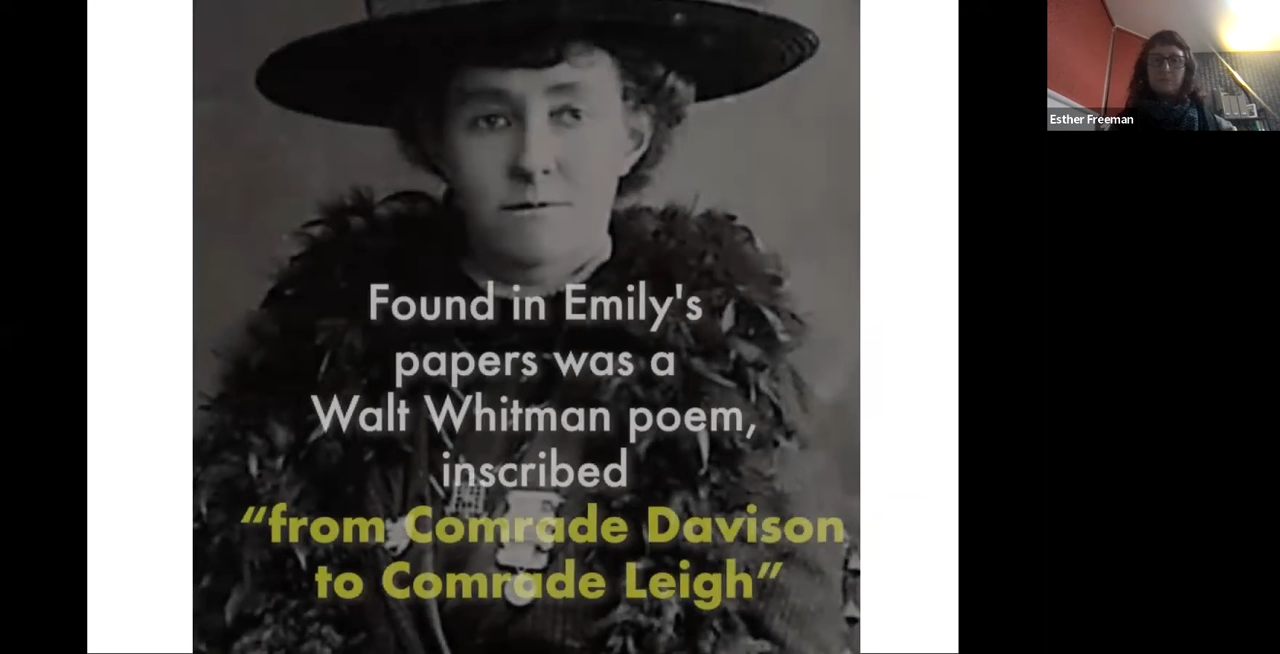 Found in Emily's
papers was a
Walt Whitman poem,
inscribed
“from Comrade Davison
to Comrade Leigh”
Esther Freeman